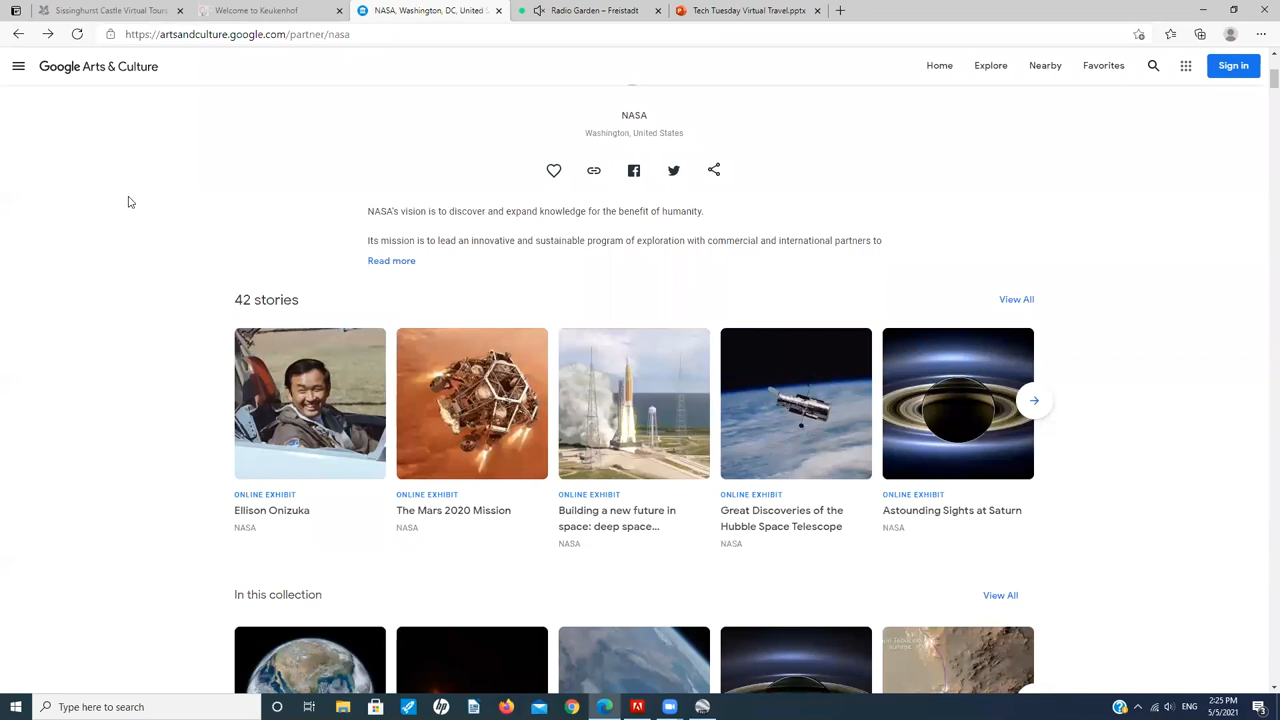 Sissinghurst Castle Virtual Tours
Welcome to Keukenhof
NASA, Washington, DC, United S
Radio Garden – Freistadt
Tech Tuesday Virtual Travel.pptx
https://artsandculture.google.com/partner/nasa
Google Arts & Culture
Home
Explore
Nearby
Favorites
Sign in
NASA
Washington, United States
NASA's vision is to discover and expand knowledge for the benefit of humanity.
Its mission is to lead an innovative and sustainable program of exploration with commercial and international partners to
Read more
42 stories
View All
ONLINE EXHIBIT
Ellison Onizuka
NASA
ONLINE EXHIBIT
The Mars 2020 Mission
NASA
ONLINE EXHIBIT
Building a new future in
space: deep space...
NASA
ONLINE EXHIBIT
Great Discoveries of the
Hubble Space Telescope
NASA
ONLINE EXHIBIT
Astounding Sights at Saturn
NASA
In this collection
View All
Type here to search
ENG
2:25 PM
5/5/2021